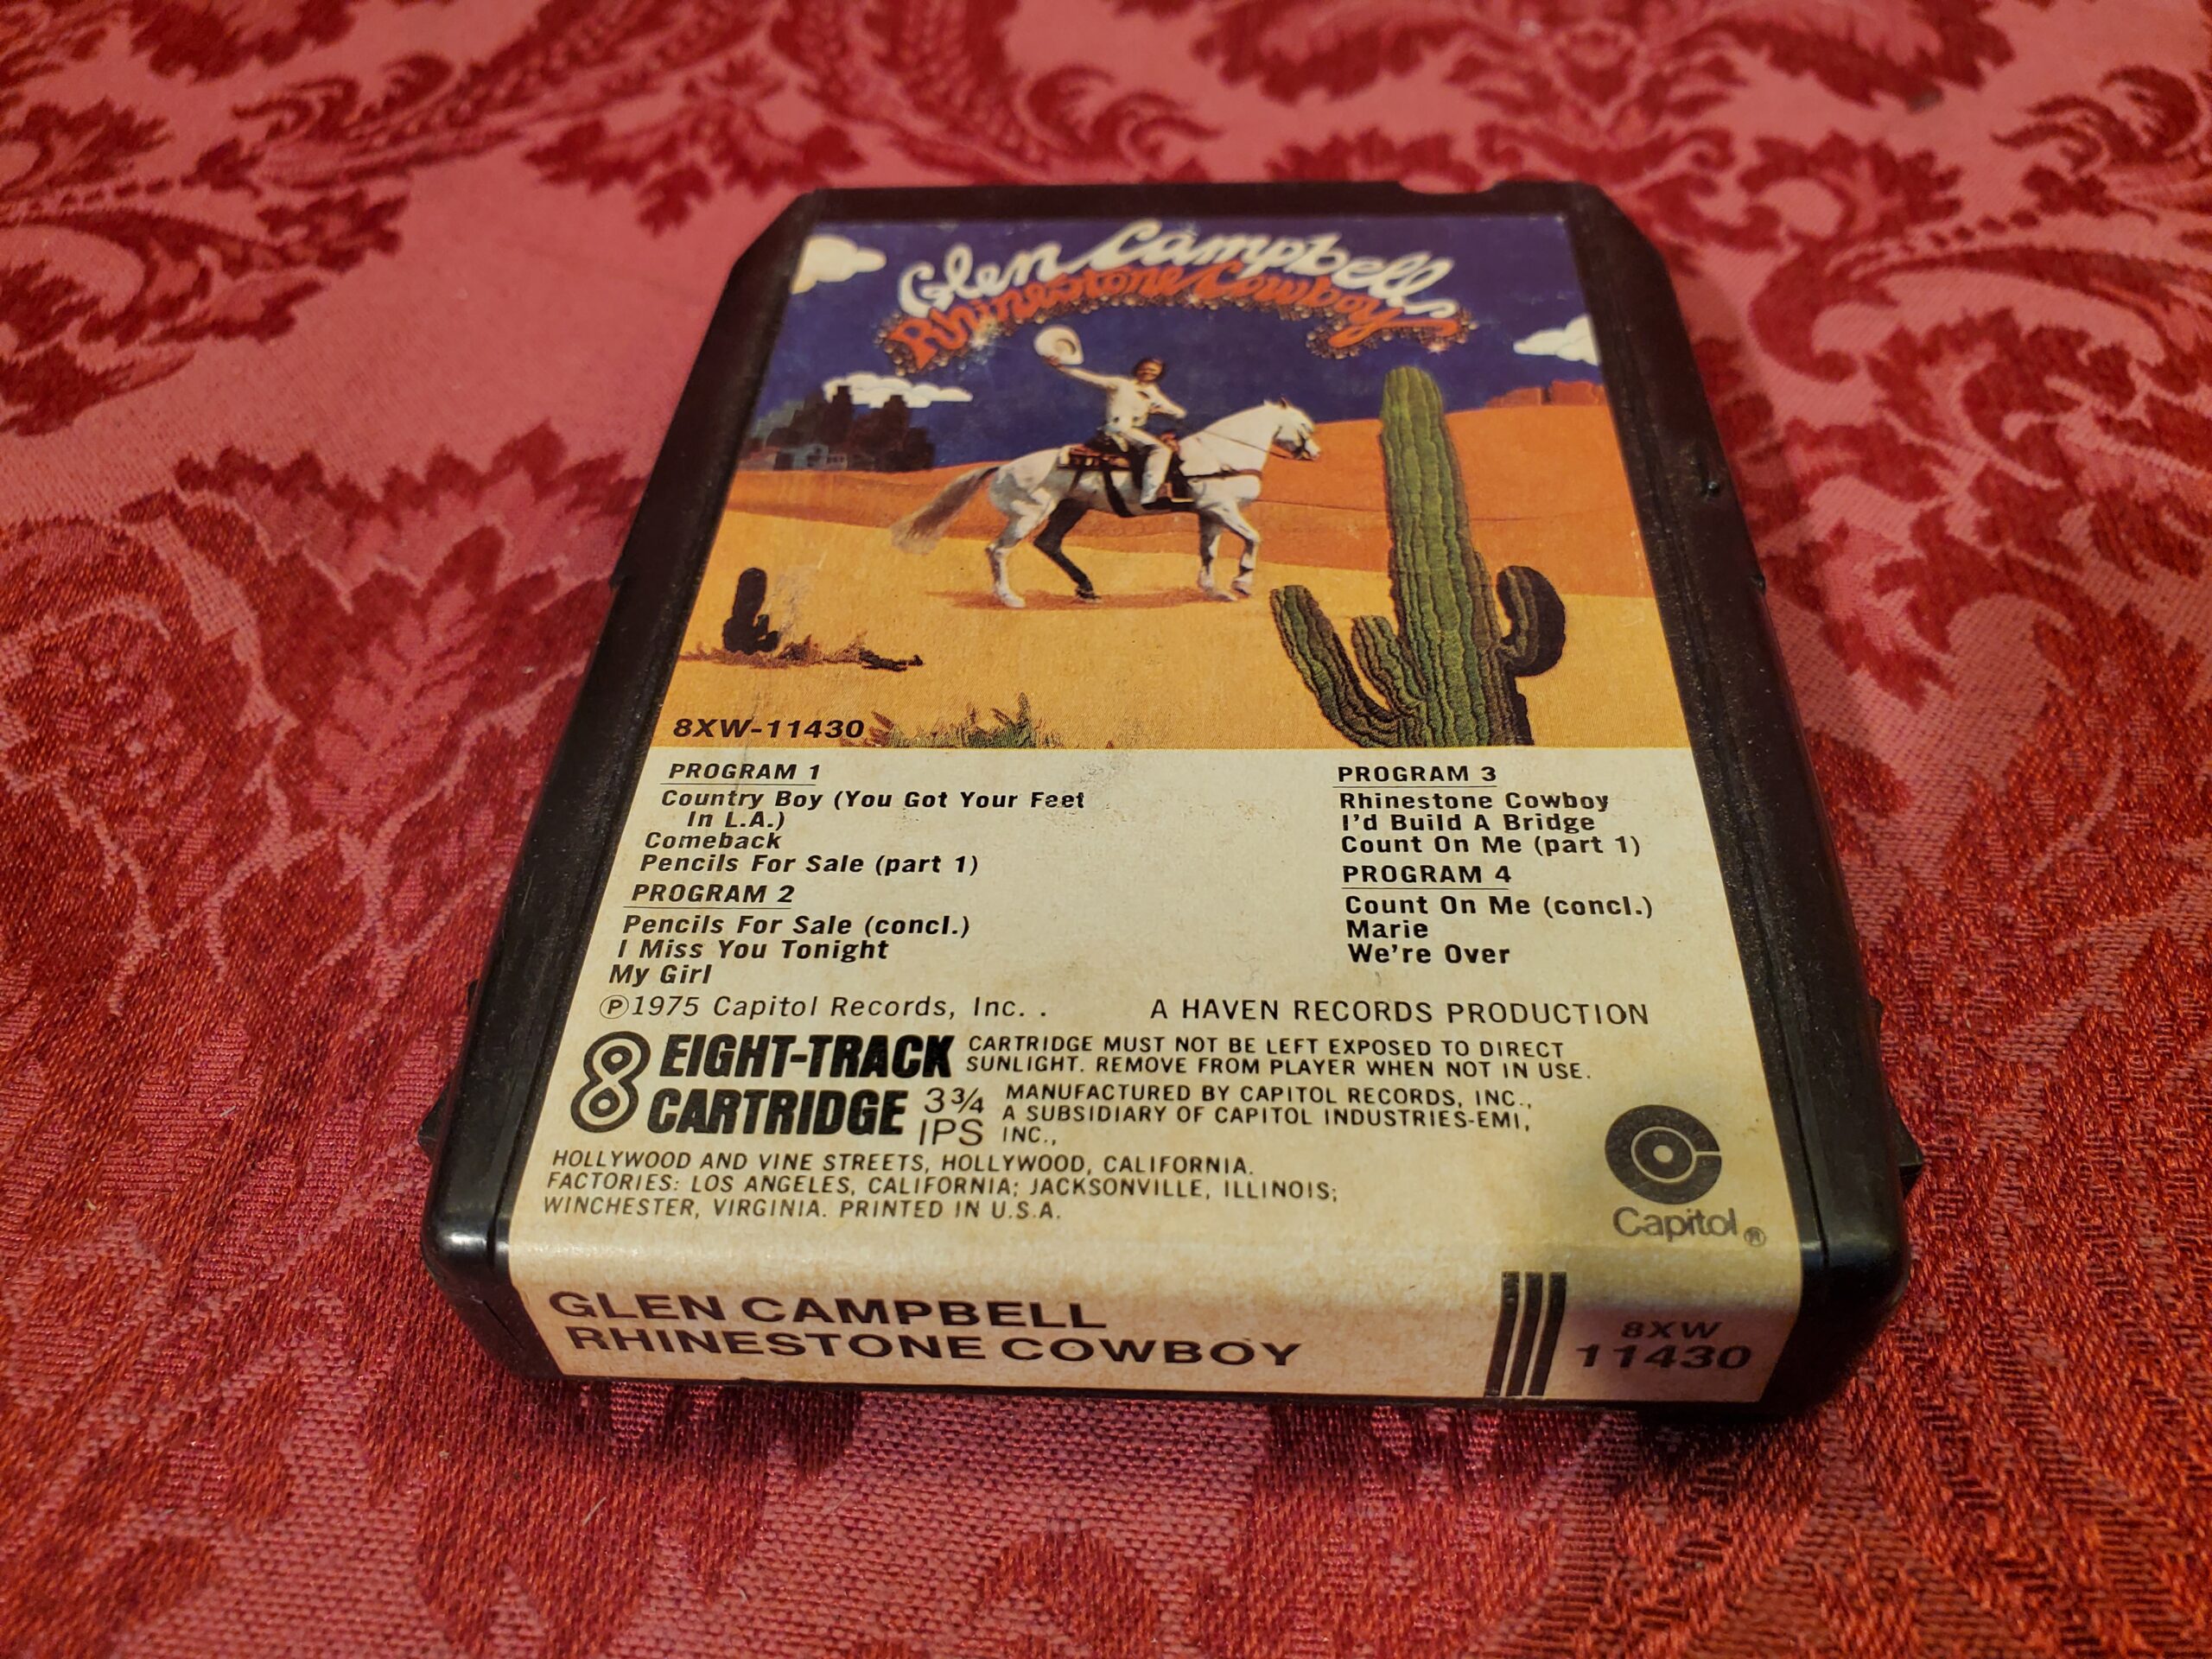 Glen Campbell
Rhinestone Cowboy
8XW-11430
PROGRAM 1
Country Boy (You Got Your Feet
In L.A.)
Comeback
Pencils For Sale (part 1)
PROGRAM 2
Pencils For Sale (concl.)
I Miss You Tonight
My Girl
PROGRAM 3
Rhinestone Cowboy
I'd Build A Bridge
Count On Me (part 1)
PROGRAM 4
Count On Me (concl.)
Marie
We're Over
Ⓟ1975 Capitol Records, Inc. .
A HAVEN RECORDS PRODUCTION
8 EIGHT-TRACK
CARTRIDGE
3¾
IPS
CARTRIDGE MUST NOT BE LEFT EXPOSED TO DIRECT
SUNLIGHT. REMOVE FROM PLAYER WHEN NOT IN USE.
MANUFACTURED BY CAPITOL RECORDS, INC.,
A SUBSIDIARY OF CAPITOL INDUSTRIES-EMI,
INC.,
HOLLYWOOD AND VINE STREETS, HOLLYWOOD, CALIFORNIA.
FACTORIES: LOS ANGELES, CALIFORNIA; JACKSONVILLE, ILLINOIS;
WINCHESTER, VIRGINIA. PRINTED IN U.S.A.
Capitol®
GLEN CAMPBELL
RHINESTONE COWBOY
8XW
11430